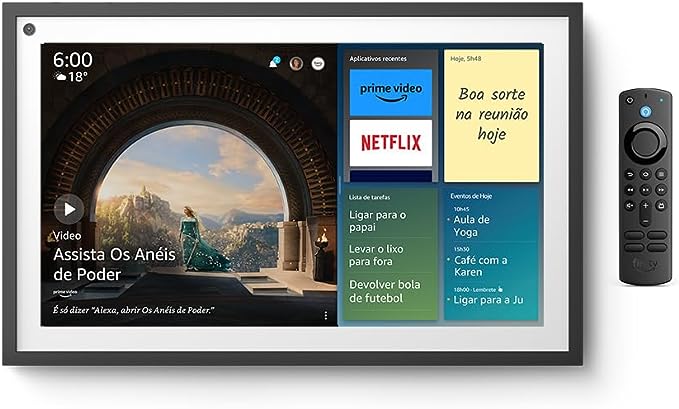 6:00
18°
Video
Assista Os Anéis
de Poder
prime video
É só dizer "Alexa, abrir Os Anéis de Poder."
Aplicativos recentes
prime video
NETFLIX
Hoje, 5h48
Boa sorte
na reunião
hoje
Lista de tarefas
Ligar para o
papai
Levar o lixo
para fora
Devolver bola
de futebol
Eventos de Hoje
10h45
Aula de
Yoga
15h30
Café com a
Karen
18h00 - Lembrete
Ligar para a Ju
fire tv